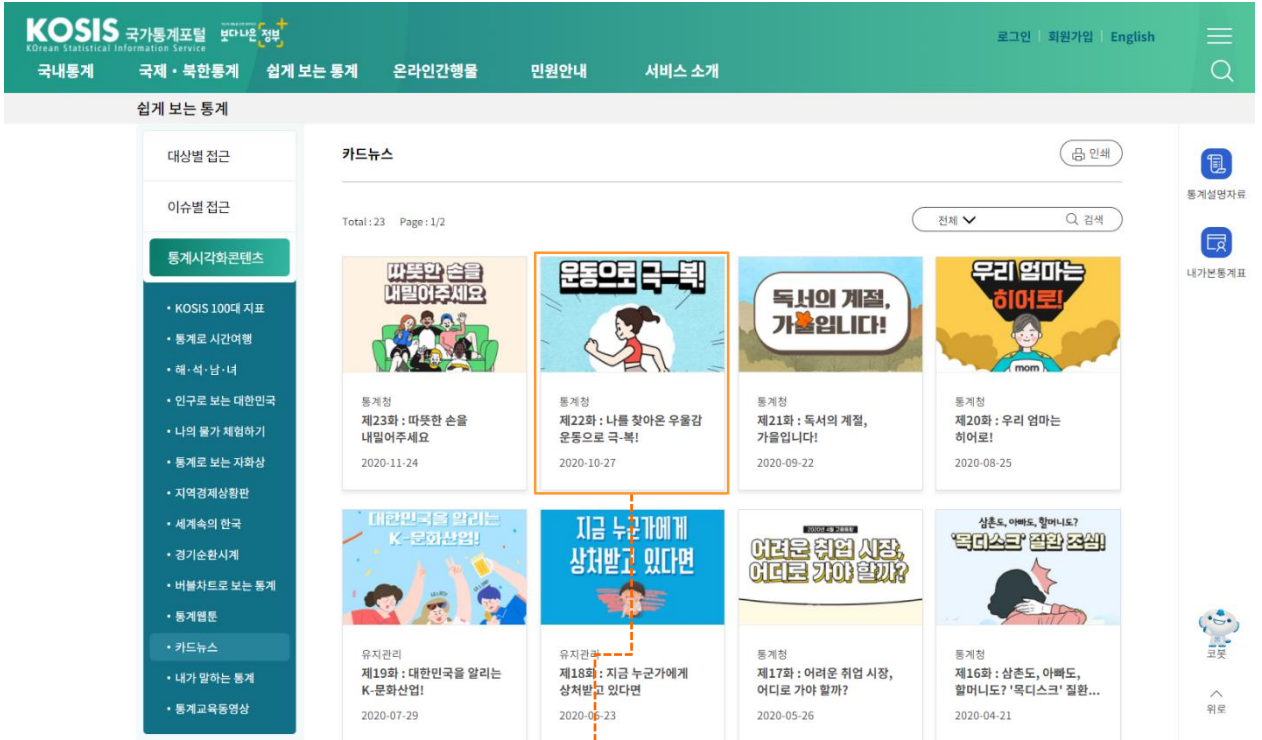 KOSIS 국가통계포털 보다나은 정부
KOrean Statistical Information Service
로그인 회원가입 English
국내통계 국제・북한통계 쉽게 보는 통계 온라인간행물 민원안내 서비스 소개
쉽게 보는 통계
대상별 접근
이슈별 접근
통계시각화콘텐츠
• KOSIS 100대 지표
• 통계로 시간여행
• 해·석·남·녀
• 인구로 보는 대한민국
• 나의 물가 체험하기
• 통계로 보는 자화상
• 지역경제상황판
• 세계속의 한국
• 경기순환시계
• 버블차트로 보는 통계
• 통계웹툰
• 카드뉴스
• 내가 말하는 통계
• 통계교육동영상
카드뉴스
인쇄
Total : 23 Page : 1/2
전체 검색
따뜻한 손을
내밀어주세요
통계청
제23화 : 따뜻한 손을
내밀어주세요
2020-11-24
운동으로 극—복!
통계청
제22화 : 나를 찾아온 우울감
운동으로 극-복!
2020-10-27
독서의 계절,
가을입니다!
통계청
제21화 : 독서의 계절,
가을입니다!
2020-09-22
우리 엄마는
히어로!
mom
통계청
제20화 : 우리 엄마는
히어로!
2020-08-25
대한민국을 알리는
K-문화산업!
유지관리
제19화 : 대한민국을 알리는
K-문화산업!
2020-07-29
지금 누군가에게
상처받고 있다면
유지관리
제18화 : 지금 누군가에게
상처받고 있다면
2020-06-23
2020년 4월 고용동향
어려운 취업 시장,
어디로 가야 할까?
통계청
제17화 : 어려운 취업 시장,
어디로 가야 할까?
2020-05-26
삼촌도, 아빠도, 할머니도?
'목디스크' 질환 조심!
통계청
제16화 : 삼촌도, 아빠도,
할머니도? '목디스크' 질환...
2020-04-21
통계설명자료
내가본통계표
코봇
위로